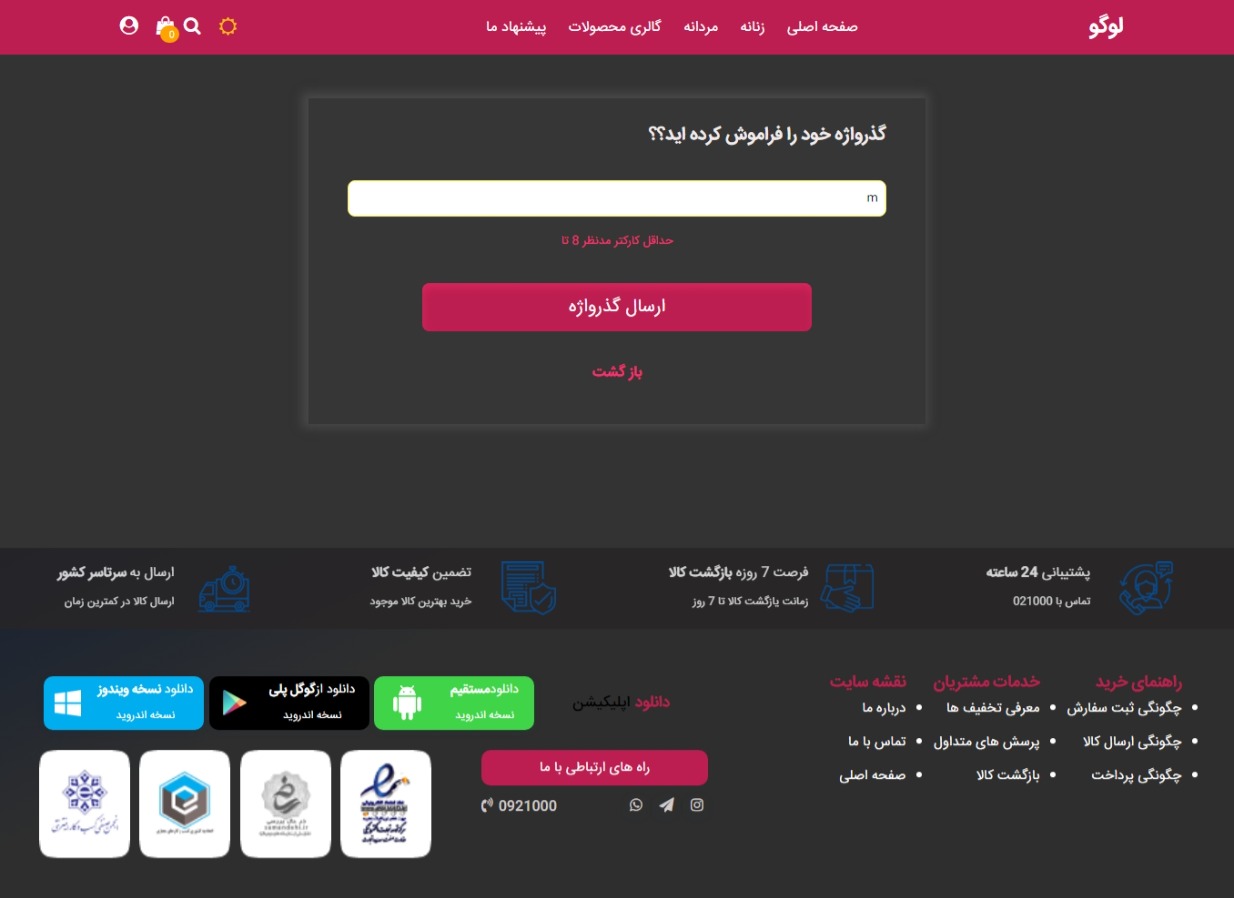 لوگو
صفحه اصلی
زنانه
مردانه
گالری محصولات
پیشنهاد ما
0
گذرواژه خود را فراموش کرده اید؟؟
m
حداقل کارکتر مدنظر 8 تا
ارسال گذرواژه
باز گشت
پشتیبانی 24 ساعته
تماس با 021000
فرصت 7 روزه بازگشت کالا
زمانت یازگشت کالا تا 7 روز
تضمین کیفیت کالا
خرید بهترین کالا موجود
ارسال به سرتاسر کشور
ارسال کالا در کمترین زمان
راهنمای خرید
چگونگی ثبت سفارش
چگونگی ارسال کالا
چگونگی پرداخت
خدمات مشتریان
معرفی تخفیف ها
پرسش های متداول
بازگشت کالا
نقشه سایت
درباره ما
تماس با ما
صفحه اصلی
دانلود اپلیکیشن
دانلودمستقیم
نسخه اندروید
دانلود ازگوگل پلی
نسخه اندروید
دانلود نسخه ویندوز
نسخه اندروید
راه های ارتباطی با ما
0921000
samandehi.ir